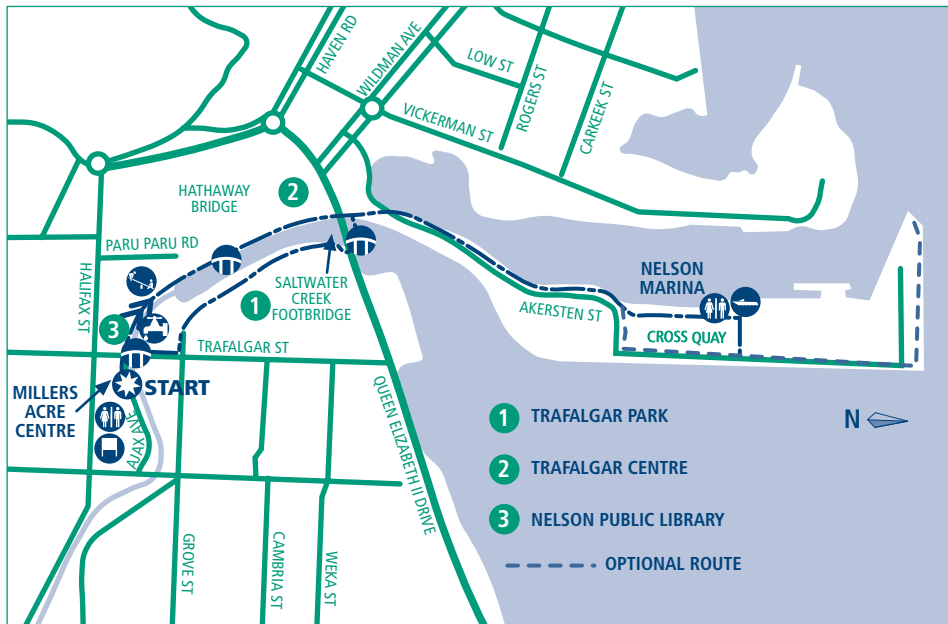 HAVEN RD
WILDMAN AVE
LOW ST
ROGERS ST
CARKEEK ST
VICKERMAN ST
2
HATHAWAY
BRIDGE
PARU PARU RD
HALIFAX ST
SALTWATER
CREEK
FOOTBRIDGE
1
3
NELSON
MARINA
AKERSTEN ST
CROSS QUAY
TRAFALGAR ST
START
MILLERS
ACRE
CENTRE
AJAX AVE
QUEEN ELIZABETH II DRIVE
N
1 TRAFALGAR PARK
2 TRAFALGAR CENTRE
3 NELSON PUBLIC LIBRARY
OPTIONAL ROUTE
GROVE ST
CAMBRIA ST
WEKA ST